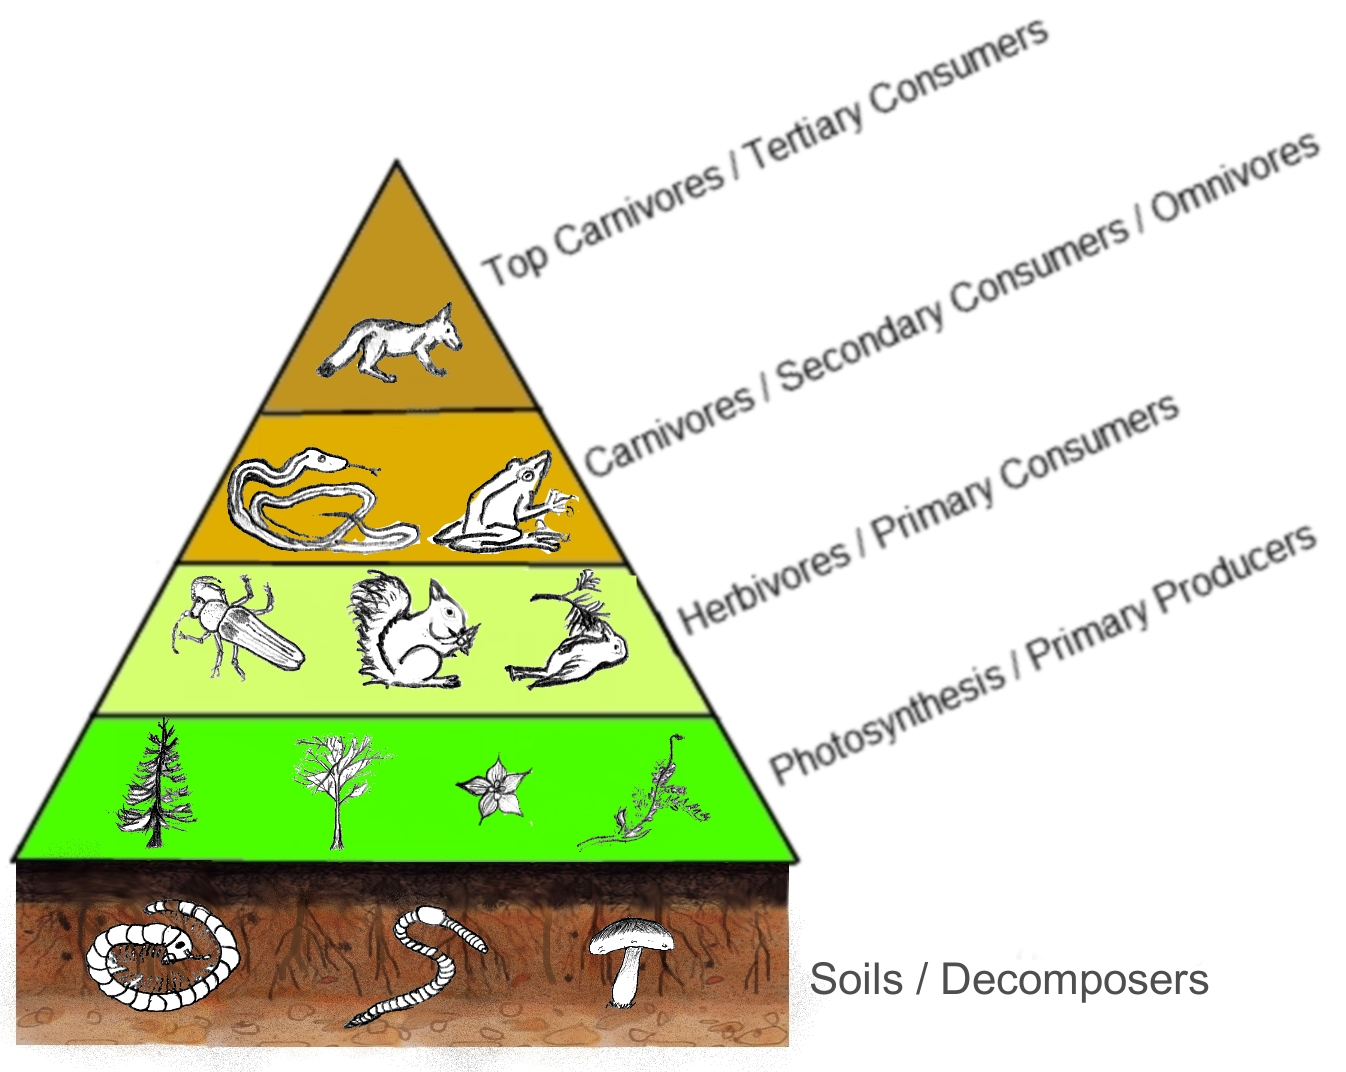 Top Carnivores / Tertiary Consumers
Carnivores / Secondary Consumers / Omnivores
Herbivores / Primary Consumers
Photosynthesis / Primary Producers
Soils / Decomposers